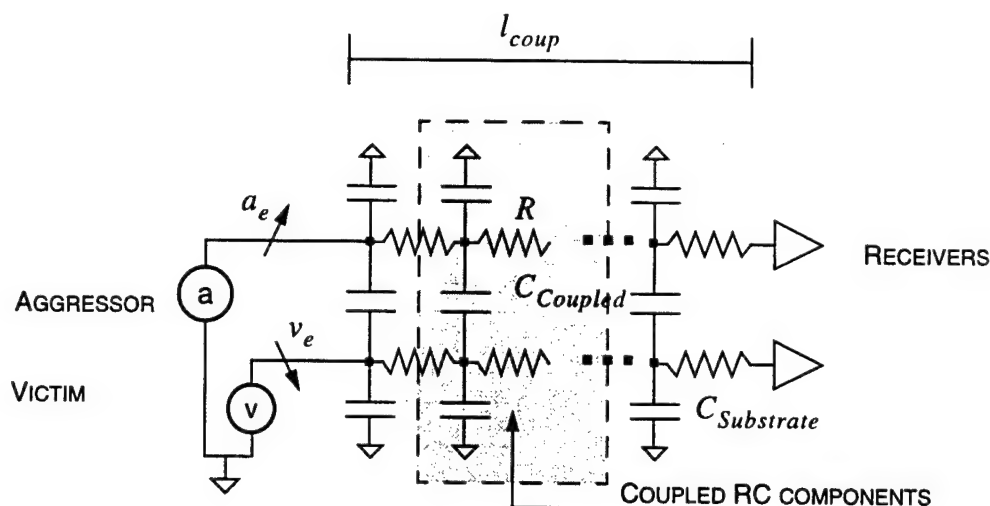 l_coup
a_e
R
RECEIVERS
a
C_Coupled
AGGRESSOR
v_e
VICTIM
v
C_Substrate
COUPLED RC COMPONENTS